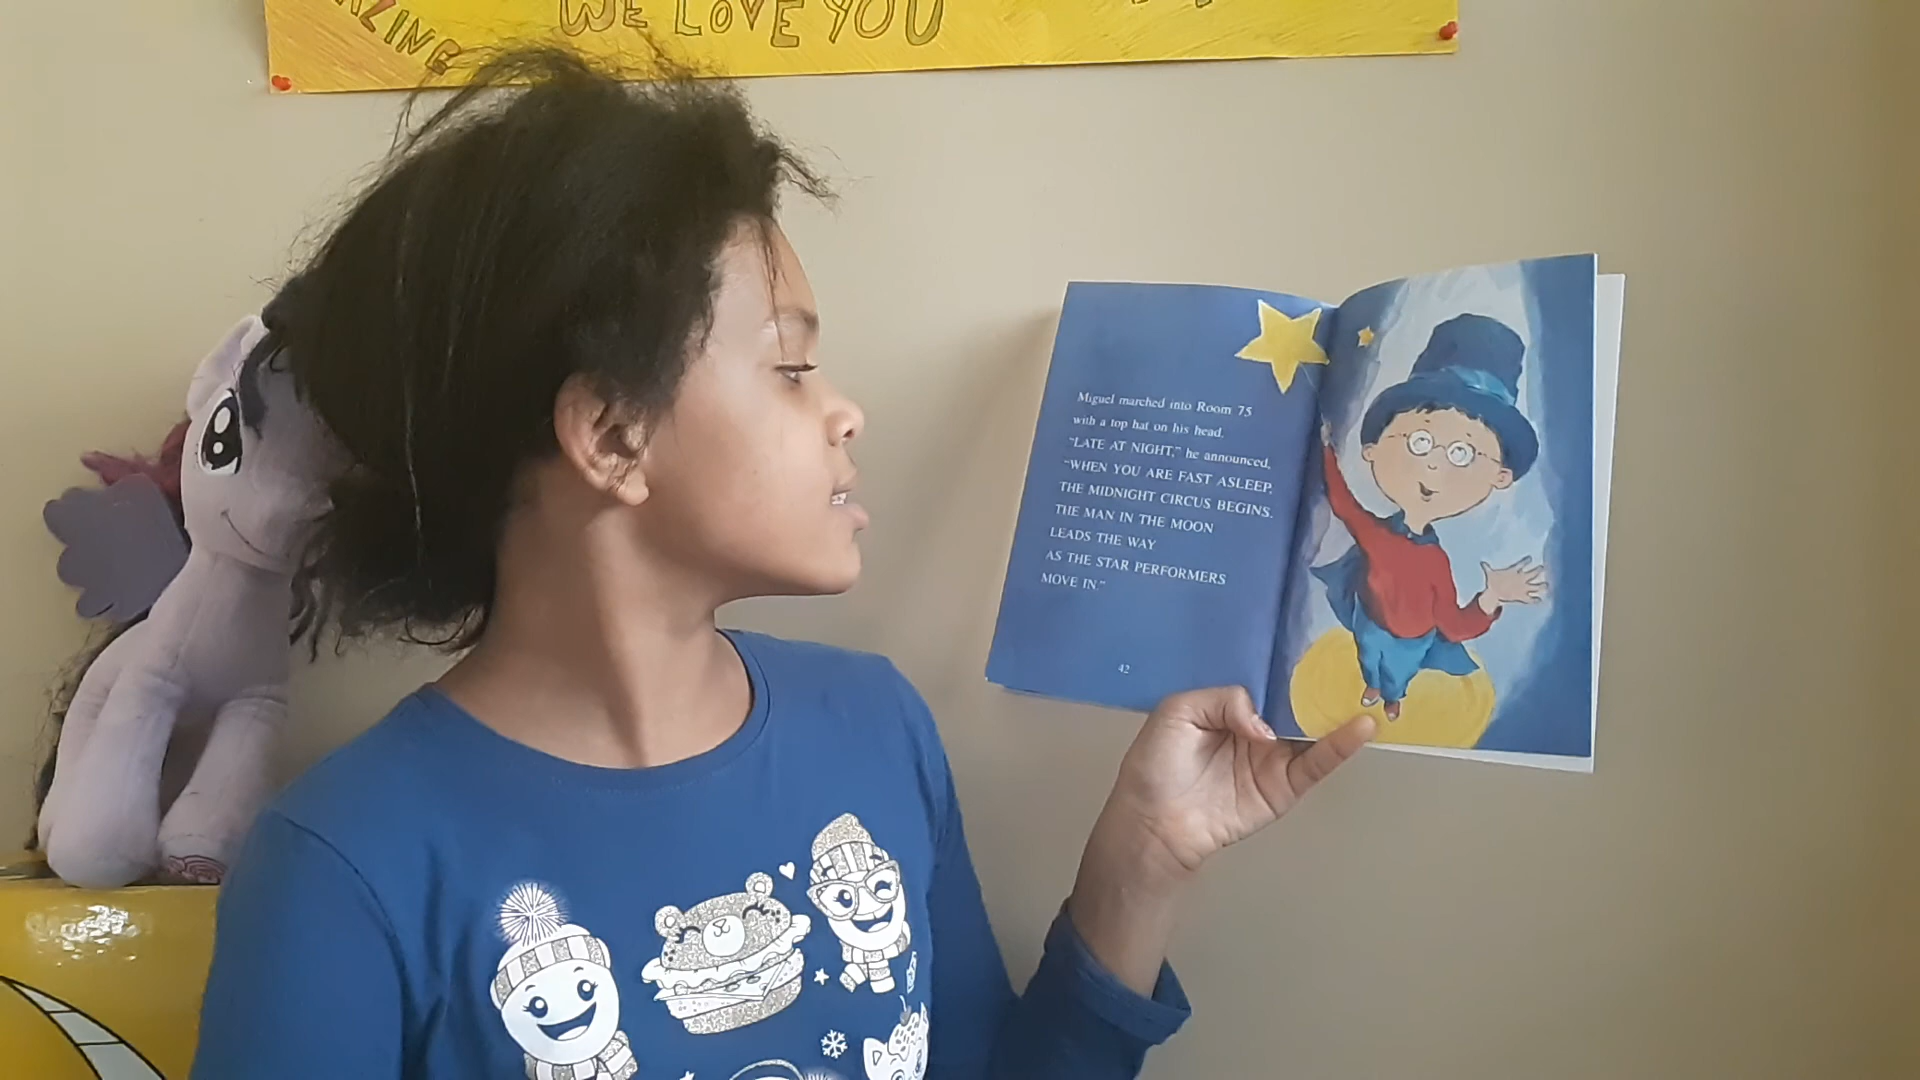 AZING
WE LOVE YOU
Miguel marched into Room 75
with a top hat on his head.
"LATE AT NIGHT," he announced,
"WHEN YOU ARE FAST ASLEEP,
THE MIDNIGHT CIRCUS BEGINS.
THE MAN IN THE MOON
LEADS THE WAY
AS THE STAR PERFORMERS
MOVE IN."
42